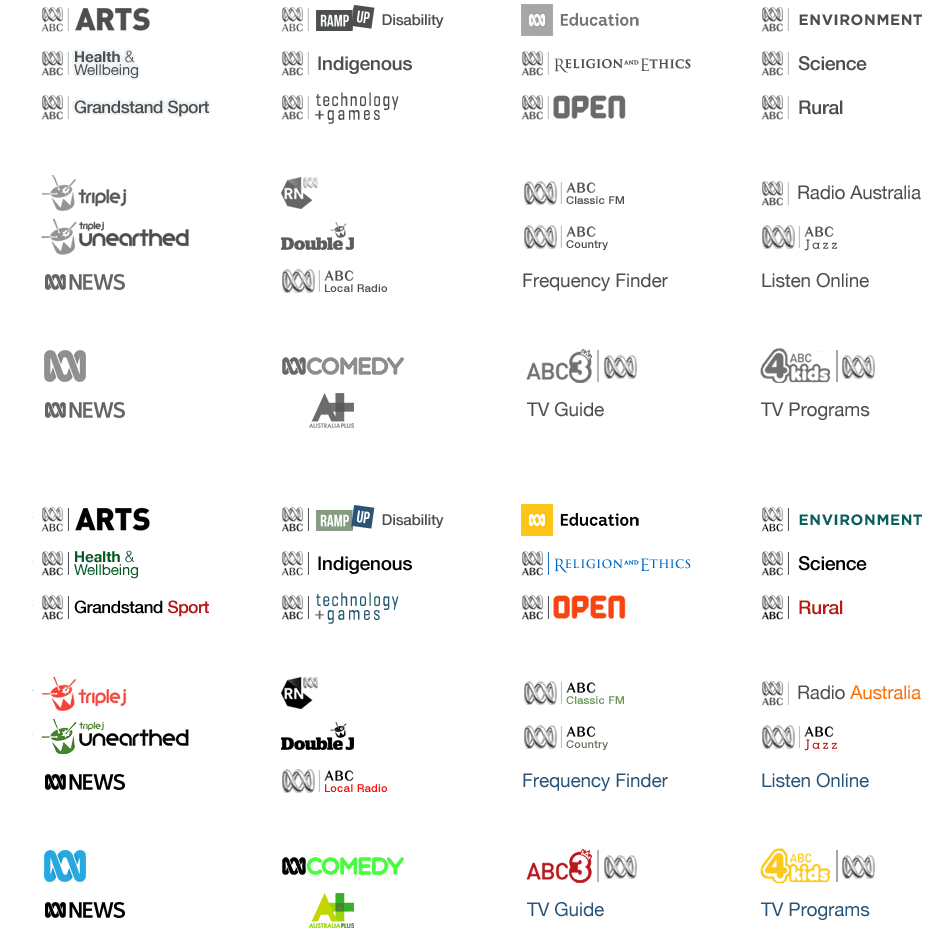 ABC ARTS
ABC RAMP UP Disability
Education
ABC ENVIRONMENT
ABC Health &
Wellbeing
ABC Indigenous
ABC RELIGION AND ETHICS
ABC Science
ABC Grandstand Sport
ABC technology
+games
ABC OPEN
ABC Rural
triple j
RN
ABC
Classic FM
ABC Radio Australia
triple j
unearthed
Double J
ABC
Country
ABC
Jazz
NEWS
ABC
Local Radio
Frequency Finder
Listen Online
COMEDY
ABC3
ABC
4kids
NEWS
A+
AUSTRALIA PLUS
TV Guide
TV Programs
ABC ARTS
ABC RAMP UP Disability
Education
ABC ENVIRONMENT
ABC Health &
Wellbeing
ABC Indigenous
ABC RELIGION AND ETHICS
ABC Science
ABC Grandstand Sport
ABC technology
+games
ABC OPEN
ABC Rural
triple j
RN
ABC
Classic FM
ABC Radio Australia
triple j
unearthed
Double J
ABC
Country
ABC
Jazz
NEWS
ABC
Local Radio
Frequency Finder
Listen Online
COMEDY
ABC3
ABC
4kids
NEWS
A+
AUSTRALIA PLUS
TV Guide
TV Programs